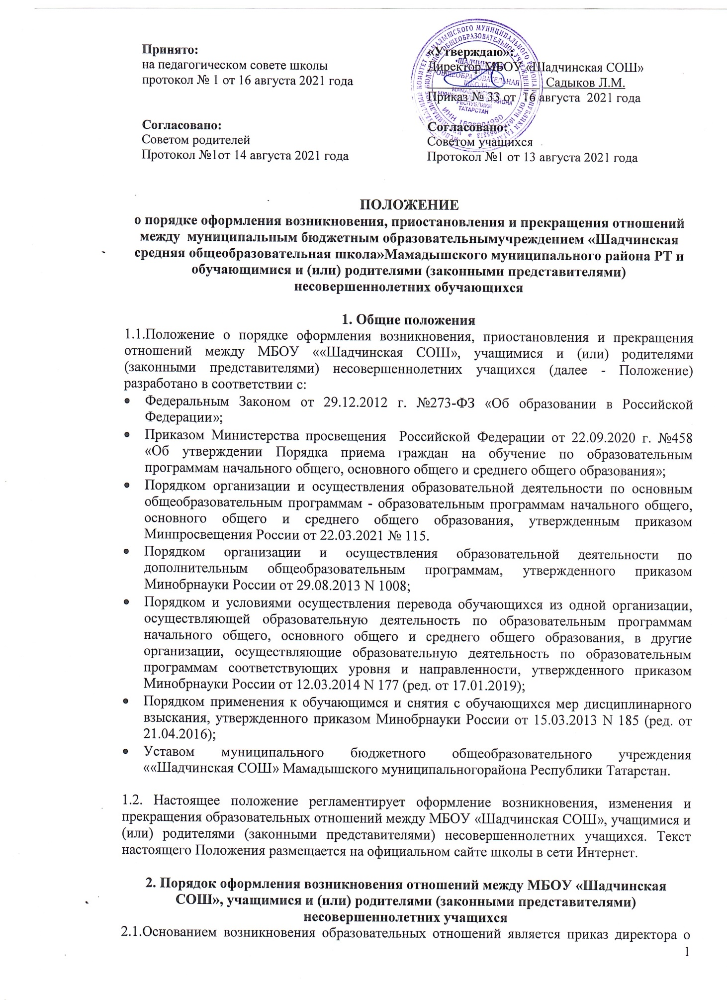 Принято:
на педагогическом совете школы
протокол № 1 от 16 августа 2021 года
«Утверждаю»:
Директор МБОУ «Шадчинская СОШ»
Садыков Л.М.
Приказ № 33 от 16 августа 2021 года
Согласовано:
Советом родителей
Протокол №1от 14 августа 2021 года
Согласовано:
Советом учащихся
Протокол №1 от 13 августа 2021 года
«ШАДЧИНСКАЯ
ОБЩЕОБРАЗОВАТЕЛЬНАЯ
ШКОЛА»
РЕСПУБЛИКИ
ТАТАРСТАН
ПОЛОЖЕНИЕ
о порядке оформления возникновения, приостановления и прекращения отношений
между муниципальным бюджетным образовательнымучреждением «Шадчинская
средняя общеобразовательная школа»Мамадышского муниципального района РТ и
обучающимися и (или) родителями (законными представителями)
несовершеннолетних обучающихся
1. Общие положения
1.1.Положение о порядке оформления возникновения, приостановления и прекращения
отношений между МБОУ ««Шадчинская СОШ», учащимися и (или) родителями
(законными представителями) несовершеннолетних учащихся (далее - Положение)
разработано в соответствии с:
• Федеральным Законом от 29.12.2012 г. №273-ФЗ «Об образовании в Российской
Федерации»;
• Приказом Министерства просвещения Российской Федерации от 22.09.2020 г. №458
«Об утверждении Порядка приема граждан на обучение по образовательным
программам начального общего, основного общего и среднего общего образования»;
• Порядком организации и осуществления образовательной деятельности по основным
общеобразовательным программам - образовательным программам начального общего,
основного общего и среднего общего образования, утвержденным приказом
Минпросвещения России от 22.03.2021 № 115.
• Порядком организации и осуществления образовательной деятельности по
дополнительным общеобразовательным программам, утвержденного приказом
Минобрнауки России от 29.08.2013 N 1008;
• Порядком и условиями осуществления перевода обучающихся из одной организации,
осуществляющей образовательную деятельность по образовательным программам
начального общего, основного общего и среднего общего образования, в другие
организации, осуществляющие образовательную деятельность по образовательным
программам соответствующих уровня и направленности, утвержденного приказом
Минобрнауки России от 12.03.2014 N 177 (ред. от 17.01.2019);
• Порядком применения к обучающимся и снятия с обучающихся мер дисциплинарного
взыскания, утвержденного приказом Минобрнауки России от 15.03.2013 N 185 (ред. от
21.04.2016);
• Уставом муниципального бюджетного общеобразовательного учреждения
««Шадчинская СОШ» Мамадышского муниципальногорайона Республики Татарстан.
1.2. Настоящее положение регламентирует оформление возникновения, изменения и
прекращения образовательных отношений между МБОУ «Шадчинская СОШ», учащимися и
(или) родителями (законными представителями) несовершеннолетних учащихся. Текст
настоящего Положения размещается на официальном сайте школы в сети Интернет.
2. Порядок оформления возникновения отношений между МБОУ «Шадчинская
СОШ», учащимися и (или) родителями (законными представителями)
несовершеннолетних учащихся
2.1.Основанием возникновения образовательных отношений является приказ директора о
1